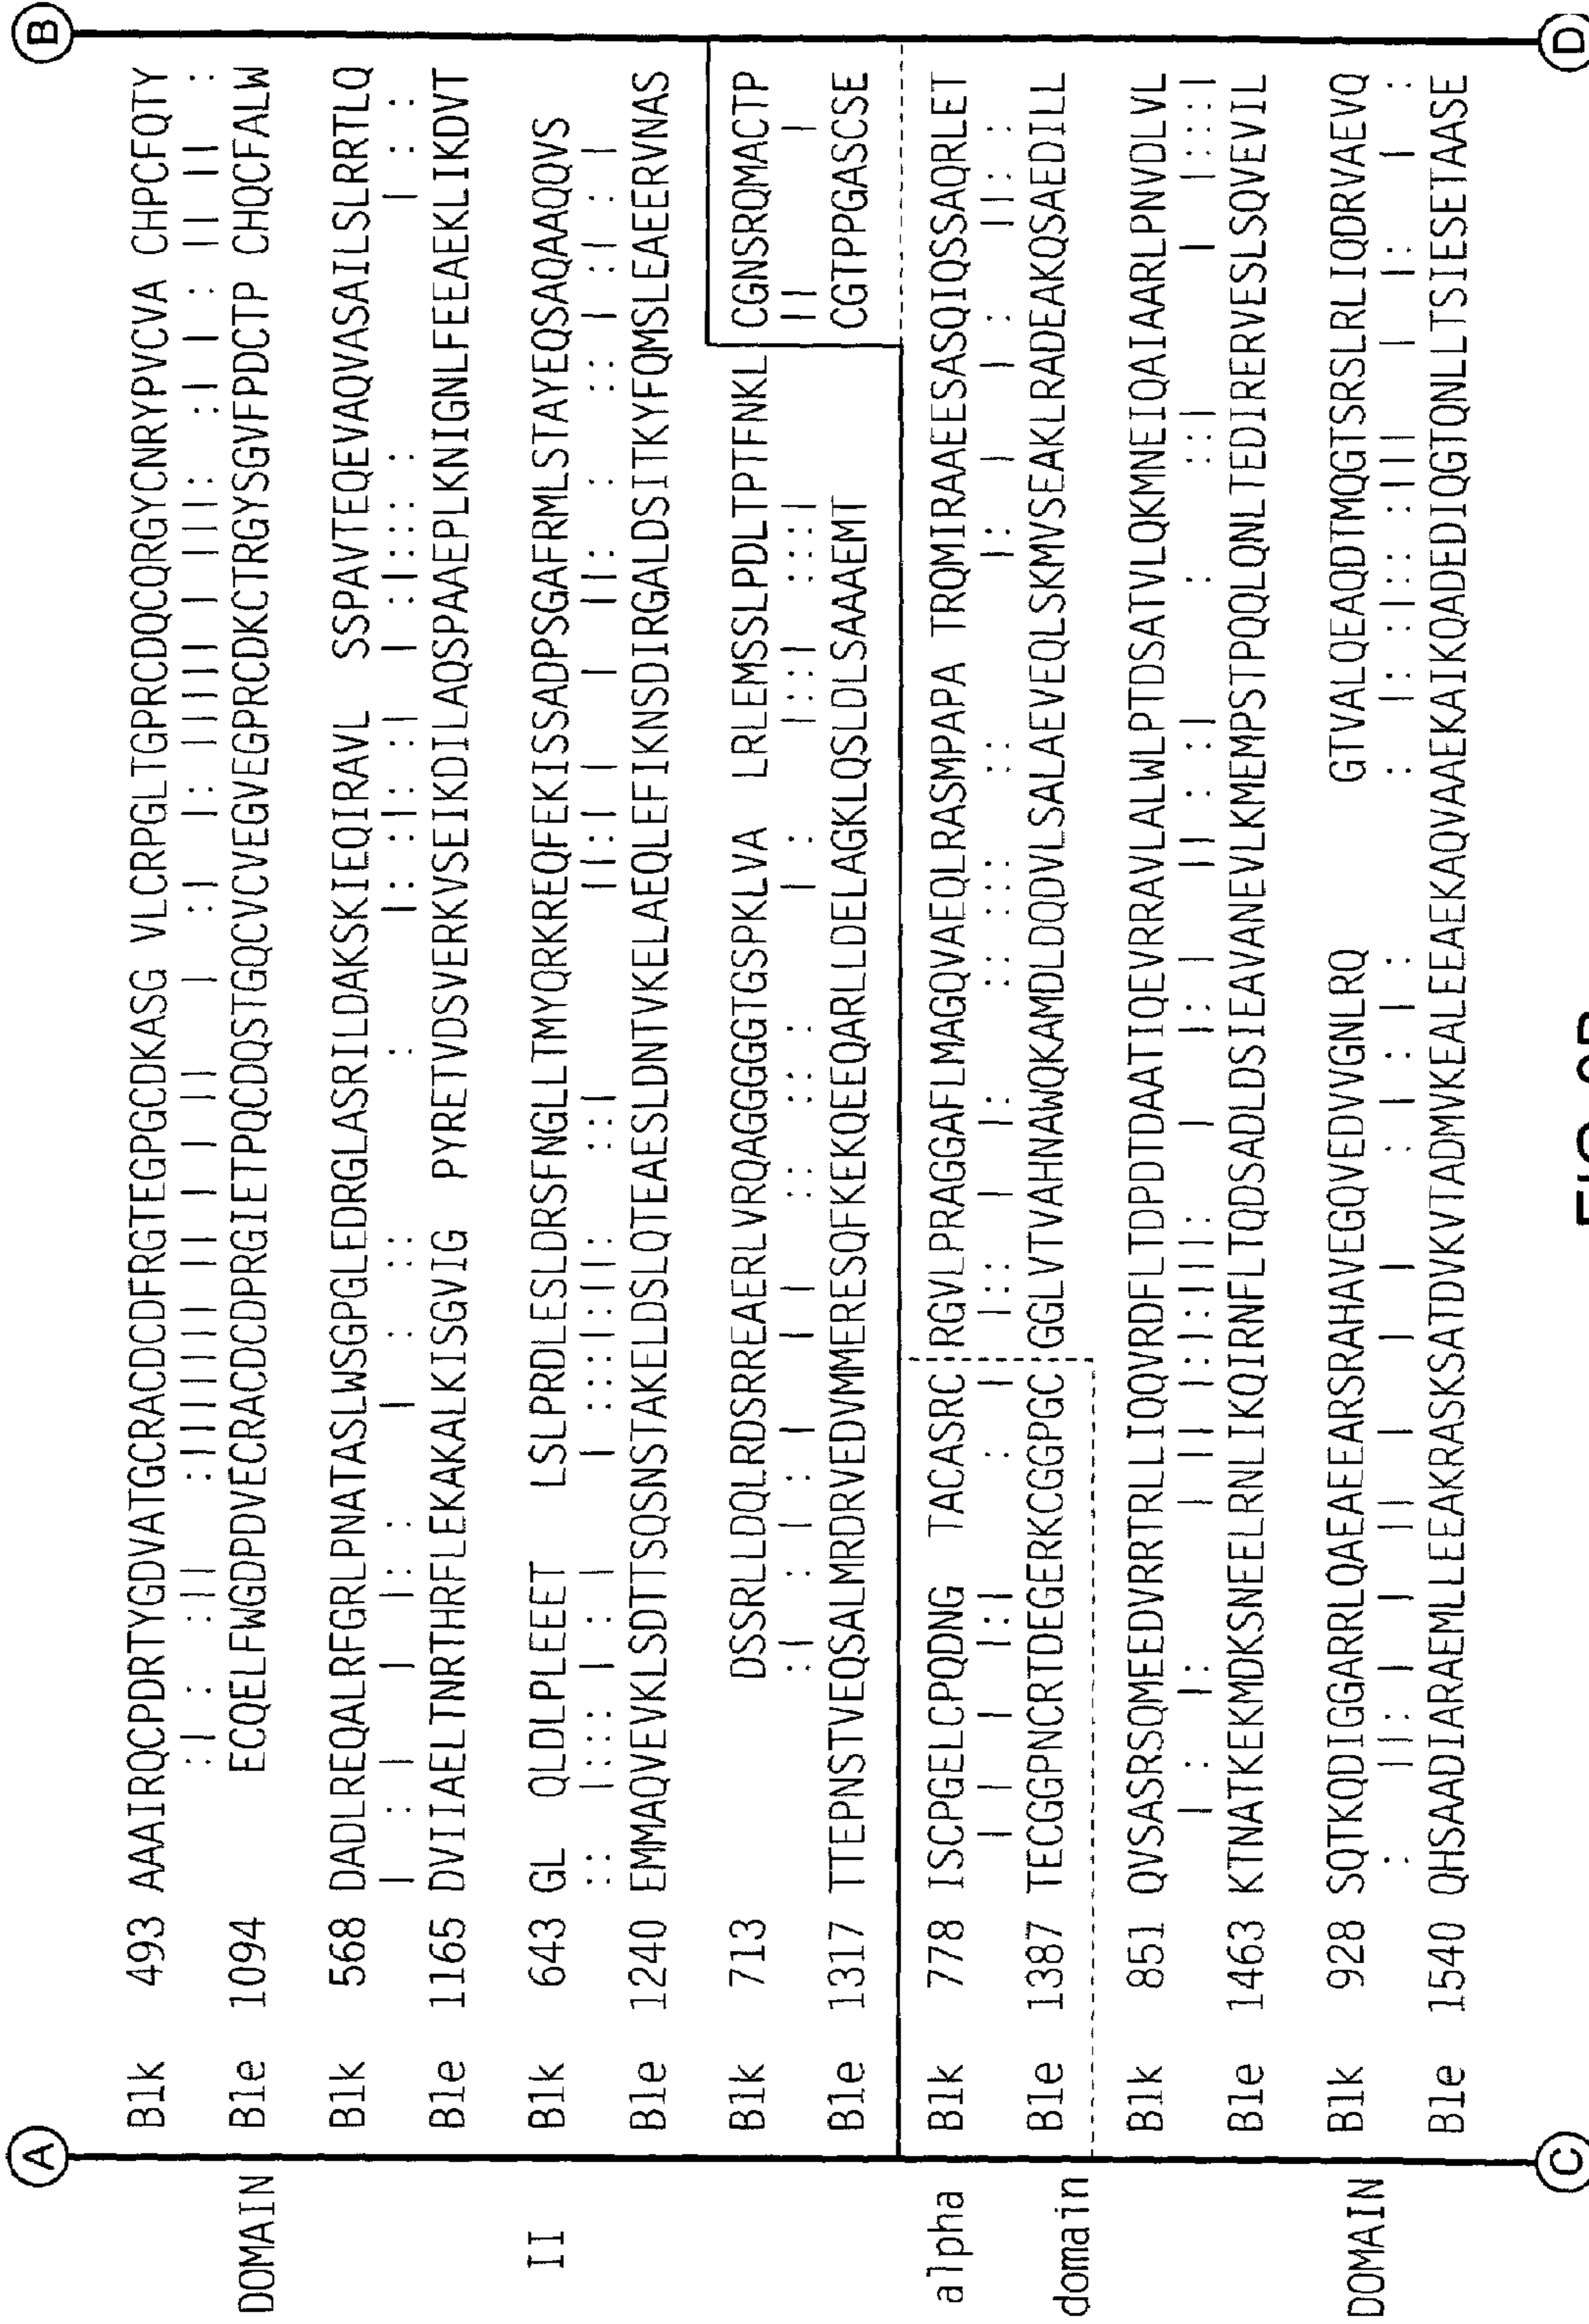 A B
B1k 493 AAAIRQCPDRTYGDVATGCRACDCDFRGTEGPGCDKASG VLCRPGLTGPRCDQCQRGYCNRYPVCVA CHPCFQTY
:| : :|| :|||||||| || | | || | :| |: ||||| | |||: :| | : || || :
DOMAIN B1e 1094 ECQELFWGDPDVECRACDCDPRGIETPQCDQSTGQCVCVEGVEGPRCDKCTRGYSGVFPDCTP CHQCFALW
B1k 568 DADLREQALRFGRLPNATASLWSGPGLEDRGLASRILDAKSKIEQIRAVL SSPAVTEQEVAQVASAILSLRRTLQ
| : | | |: : | : :: : |: :|: :| | :|::: : | : ::
B1e 1165 DVIIAELTNRTHRFLEKAKALKISGVIG PYRETVDSVERKVSEIKDILAQSPAAEPLKNIGNLFEEAEKLIKDVT
II B1k 643 GL QLDLPLEEET LSLPRDLESLDRSFNGLLTMYQRKREQFEKISSADPSGAFRMLSTAYEQSAQAAQQVS
:: |::: | : | | :::|:||: ::| ||:| | | ||: : :: | :| : |
B1e 1240 EMMAQVEVKLSDTTSQSNSTAKELDSLQTEAESLDNTVKELAEQLEFIKNSDIRGALDSITKYFQMSLEAEERVNAS
B1k 713 DSSRLLDQLRDSRREAERLVRQAGGGGGTGSPKLVA LRLEMSSLPDLTPTFNKL CGNSRQMACTP
:| : | : | | | :: :: : | : |:::| :::| || |
B1e 1317 TTEPNSTVEQSALMRDRVEDVMMERESQFKEKQEEQARLLDELAGKLQSLDLSAAAEMT CGTPPGASCSE
alpha B1k 778 ISCPGELCPQDNG TACASRC RGVLPRAGGAFLMAGQVAEQLRASMPAPA TRQMIRAAEESASQIQSSAQRLET
| | | |:| : | |:: | |: :: ::: :: |: | | : ||: :
domain B1e 1387 TECGGPNCRTDEGERKCGGPGC GGLVTVAHNAWQKAMDLDQDVLSALAEVEQLSKMVSEAKLRADEAKQSAEDILL
B1k 851 QVSASRSQMEEDVRRTRLLIQQVRDFLTDPDTDAATIQEVRRAVLALWLPTDSATVLQKMNEIQAIAARLPNVDLVL
| : |: | || |:|:|||: | |: | || : :| : ::| | |:::|
B1e 1463 KTNATKEKMDKSNEELRNLIKQIRNFLTQDSADLDSIEAVANEVLKMEMPSTPQQLQNLTEDIRERVESLSQVEVIL
DOMAIN B1k 928 SQTKQDIGGARRLQAEAEEARSRAHAVEGQVEDVVGNLRQ GTVALQEAQDTMQGTSRSLRLIQDRVAEVQ
: ||: | | || | | | : |: |: : |: :|:: :||| | |: | :
B1e 1540 QHSAADIARAEMLLEEAKRASKSATDVKVTADMVKEALEEAEKAQVAAEKAIKQADEDIQGTQNLLTSIESETAASE
C D